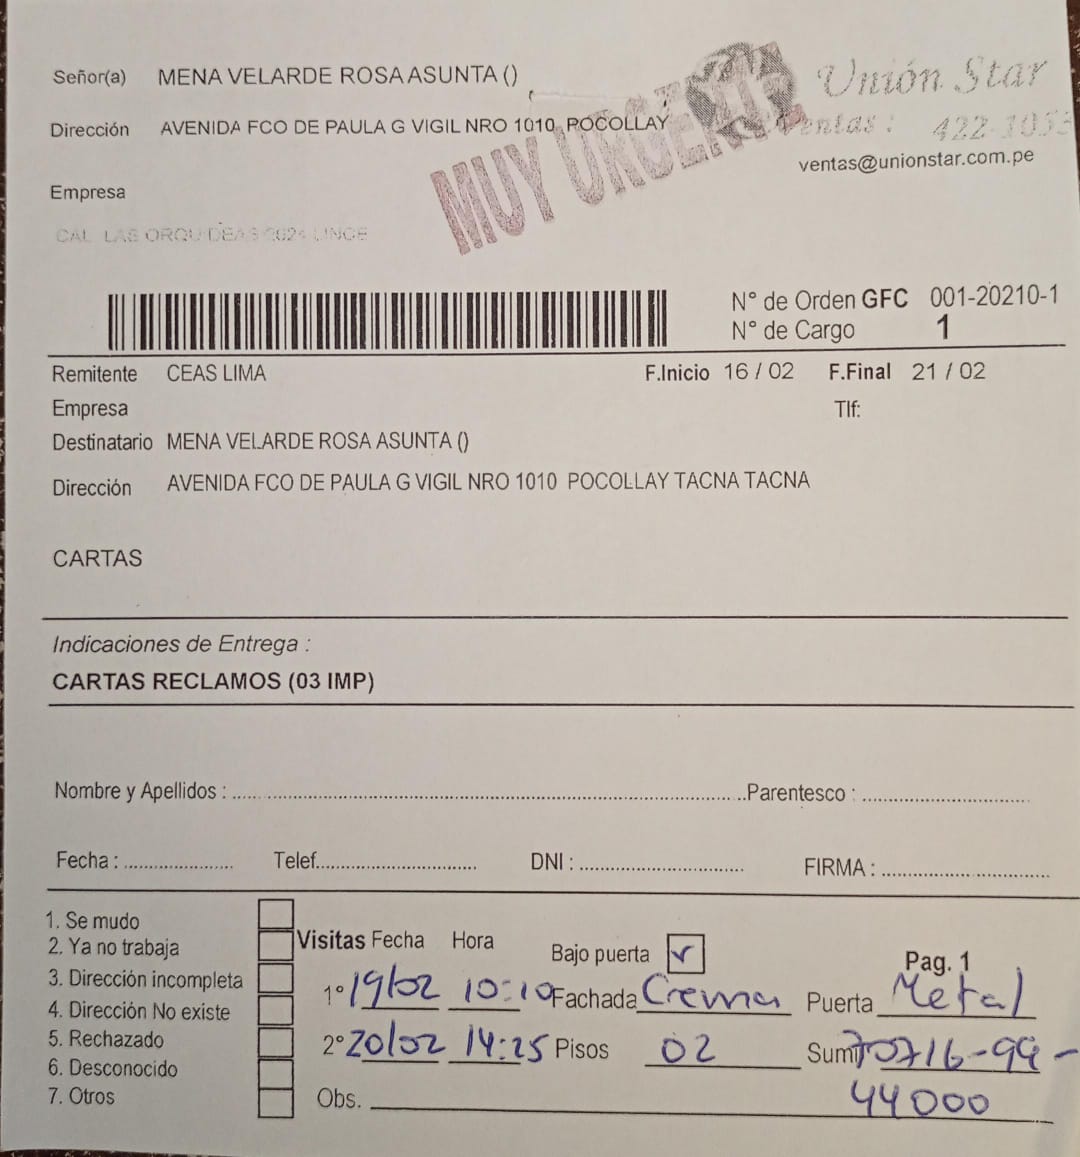 Señor(a) MENA VELARDE ROSA ASUNTA ()
Unión Star
Dirección AVENIDA FCO DE PAULA G VIGIL NRO 1010 POCOLLAY
MUY URGENTE
Ventas : 422-1053
ventas@unionstar.com.pe
Empresa
CAL LAS ORQUIDEAS 2624 LINCE
N° de Orden GFC 001-20210-1
N° de Cargo 1
Remitente CEAS LIMA F.Inicio 16 / 02 F.Final 21 / 02
Empresa Tlf:
Destinatario MENA VELARDE ROSA ASUNTA ()
Dirección AVENIDA FCO DE PAULA G VIGIL NRO 1010 POCOLLAY TACNA TACNA
CARTAS
Indicaciones de Entrega :
CARTAS RECLAMOS (03 IMP)
Nombre y Apellidos : Parentesco :
Fecha : Telef. DNI : FIRMA :
1. Se mudo
2. Ya no trabaja
3. Dirección incompleta
4. Dirección No existe
5. Rechazado
6. Desconocido
7. Otros
Visitas Fecha Hora Bajo puerta ✓ Pag. 1
1° 19/02 10:10 Fachada Crema Puerta Metal
2° 20/02 14:25 Pisos 02 Sumi 70716-99-
44000
Obs.